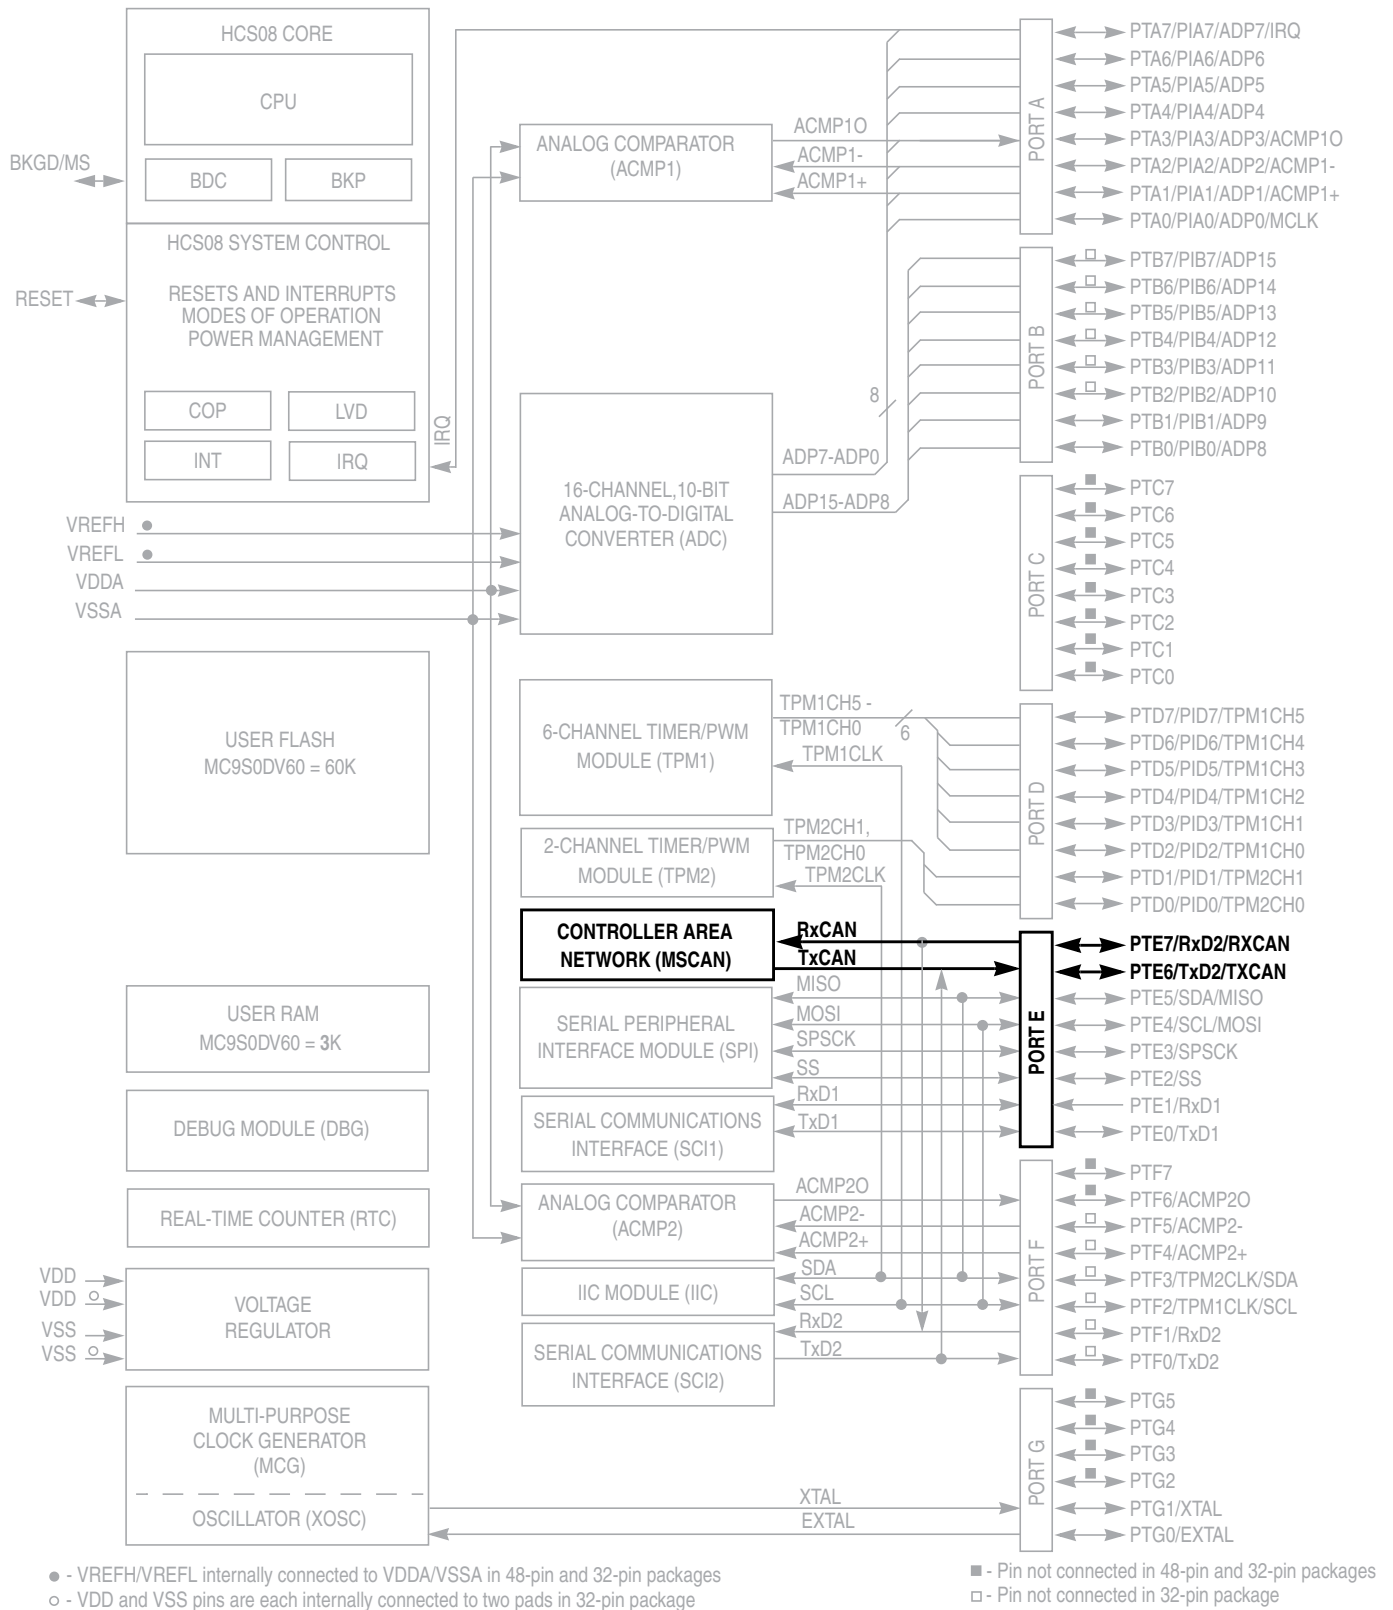 HCS08 CORE
CPU
BKGD/MS
BDC
BKP
HCS08 SYSTEM CONTROL
RESET
RESETS AND INTERRUPTS
MODES OF OPERATION
POWER MANAGEMENT
COP
LVD
INT
IRQ
IRQ
VREFH
VREFL
VDDA
VSSA
USER FLASH
MC9S0DV60 = 60K
USER RAM
MC9S0DV60 = 3K
DEBUG MODULE (DBG)
REAL-TIME COUNTER (RTC)
VDD
VDD
VSS
VSS
VOLTAGE
REGULATOR
MULTI-PURPOSE
CLOCK GENERATOR
(MCG)
OSCILLATOR (XOSC)
ANALOG COMPARATOR
(ACMP1)
ACMP1O
ACMP1-
ACMP1+
16-CHANNEL,10-BIT
ANALOG-TO-DIGITAL
CONVERTER (ADC)
8
ADP7-ADP0
ADP15-ADP8
6-CHANNEL TIMER/PWM
MODULE (TPM1)
TPM1CH5 -
TPM1CH0
6
TPM1CLK
2-CHANNEL TIMER/PWM
MODULE (TPM2)
TPM2CH1,
TPM2CH0
TPM2CLK
CONTROLLER AREA
NETWORK (MSCAN)
RxCAN
TxCAN
SERIAL PERIPHERAL
INTERFACE MODULE (SPI)
MISO
MOSI
SPSCK
SS
SERIAL COMMUNICATIONS
INTERFACE (SCI1)
RxD1
TxD1
ANALOG COMPARATOR
(ACMP2)
ACMP2O
ACMP2-
ACMP2+
IIC MODULE (IIC)
SDA
SCL
SERIAL COMMUNICATIONS
INTERFACE (SCI2)
RxD2
TxD2
XTAL
EXTAL
PORT A
PTA7/PIA7/ADP7/IRQ
PTA6/PIA6/ADP6
PTA5/PIA5/ADP5
PTA4/PIA4/ADP4
PTA3/PIA3/ADP3/ACMP1O
PTA2/PIA2/ADP2/ACMP1-
PTA1/PIA1/ADP1/ACMP1+
PTA0/PIA0/ADP0/MCLK
PORT B
PTB7/PIB7/ADP15
PTB6/PIB6/ADP14
PTB5/PIB5/ADP13
PTB4/PIB4/ADP12
PTB3/PIB3/ADP11
PTB2/PIB2/ADP10
PTB1/PIB1/ADP9
PTB0/PIB0/ADP8
PORT C
PTC7
PTC6
PTC5
PTC4
PTC3
PTC2
PTC1
PTC0
PORT D
PTD7/PID7/TPM1CH5
PTD6/PID6/TPM1CH4
PTD5/PID5/TPM1CH3
PTD4/PID4/TPM1CH2
PTD3/PID3/TPM1CH1
PTD2/PID2/TPM1CH0
PTD1/PID1/TPM2CH1
PTD0/PID0/TPM2CH0
PORT E
PTE7/RxD2/RXCAN
PTE6/TxD2/TXCAN
PTE5/SDA/MISO
PTE4/SCL/MOSI
PTE3/SPSCK
PTE2/SS
PTE1/RxD1
PTE0/TxD1
PORT F
PTF7
PTF6/ACMP2O
PTF5/ACMP2-
PTF4/ACMP2+
PTF3/TPM2CLK/SDA
PTF2/TPM1CLK/SCL
PTF1/RxD2
PTF0/TxD2
PORT G
PTG5
PTG4
PTG3
PTG2
PTG1/XTAL
PTG0/EXTAL
● - VREFH/VREFL internally connected to VDDA/VSSA in 48-pin and 32-pin packages
○ - VDD and VSS pins are each internally connected to two pads in 32-pin package
■ - Pin not connected in 48-pin and 32-pin packages
□ - Pin not connected in 32-pin package